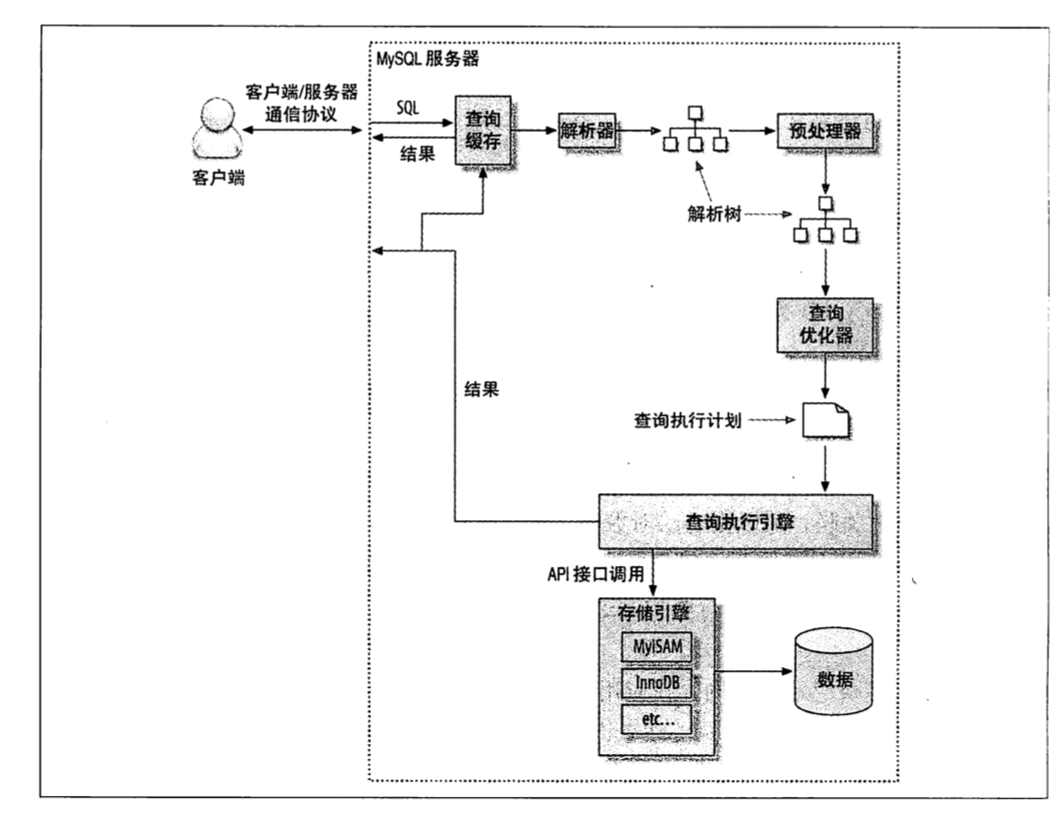 MySQL 服务器
客户端/服务器
通信协议
客户端
SQL
结果
查询
缓存
解析器
预处理器
解析树
查询
优化器
结果
查询执行计划
查询执行引擎
API 接口调用
存储引擎
MyISAM
InnoDB
etc...
数据